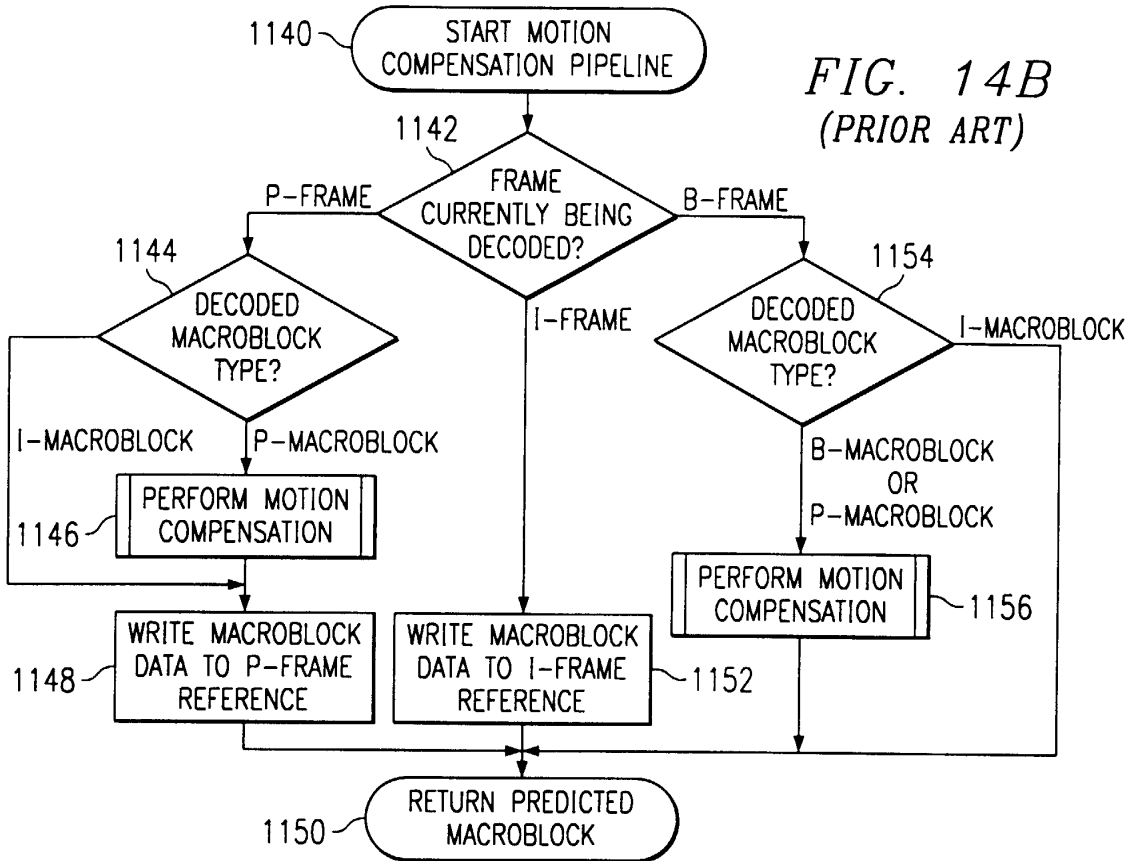 1140
START MOTION
COMPENSATION PIPELINE
FIG. 14B
(PRIOR ART)
1142
FRAME
CURRENTLY BEING
DECODED?
P-FRAME
B-FRAME
I-FRAME
1144
DECODED
MACROBLOCK
TYPE?
1154
DECODED
MACROBLOCK
TYPE?
I-MACROBLOCK
I-MACROBLOCK
P-MACROBLOCK
B-MACROBLOCK
OR
P-MACROBLOCK
1146
PERFORM MOTION
COMPENSATION
PERFORM MOTION
COMPENSATION
1156
1148
WRITE MACROBLOCK
DATA TO P-FRAME
REFERENCE
WRITE MACROBLOCK
DATA TO I-FRAME
REFERENCE
1152
1150
RETURN PREDICTED
MACROBLOCK